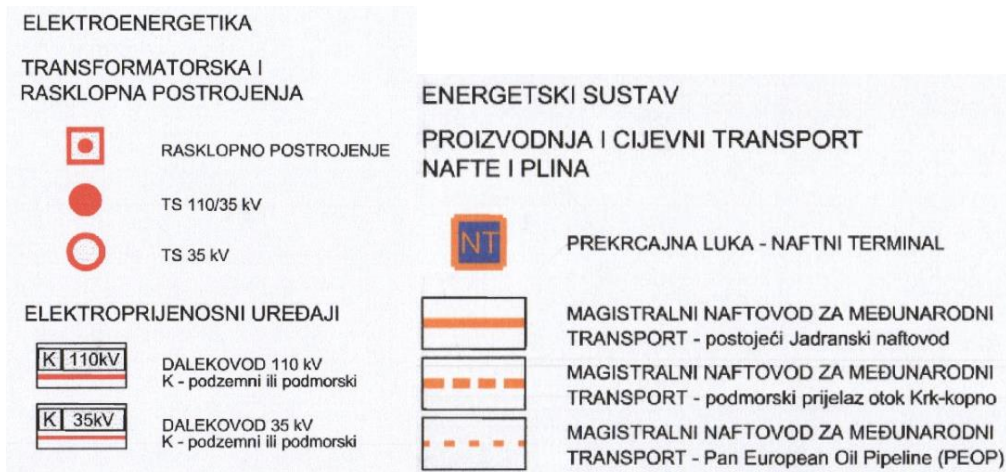 ELEKTROENERGETIKA
TRANSFORMATORSKA I
RASKLOPNA POSTROJENJA
RASKLOPNO POSTROJENJE
TS 110/35 kV
TS 35 kV
ELEKTROPRIJENOSNI UREĐAJI
K 110kV
DALEKOVOD 110 kV
K - podzemni ili podmorski
K 35kV
DALEKOVOD 35 kV
K - podzemni ili podmorski
ENERGETSKI SUSTAV
PROIZVODNJA I CIJEVNI TRANSPORT
NAFTE I PLINA
NT
PREKRCAJNA LUKA - NAFTNI TERMINAL
MAGISTRALNI NAFTOVOD ZA MEĐUNARODNI
TRANSPORT - postojeći Jadranski naftovod
MAGISTRALNI NAFTOVOD ZA MEĐUNARODNI
TRANSPORT - podmorski prijelaz otok Krk-kopno
MAGISTRALNI NAFTOVOD ZA MEĐUNARODNI
TRANSPORT - Pan European Oil Pipeline (PEOP)